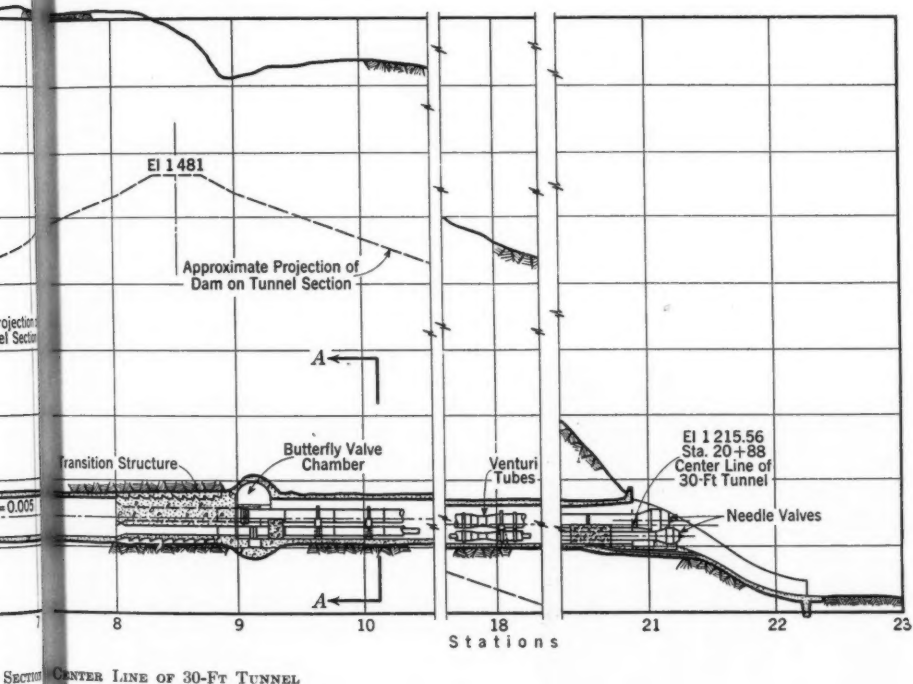 El 1481
Approximate Projection of
Dam on Tunnel Section
A
Transition Structure
Butterfly Valve
Chamber
Venturi
Tubes
El 1215.56
Sta. 20+88
Center Line of
30-Ft Tunnel
Needle Valves
= 0.005
A
7 8 9 10 18 21 22 23
Stations
SECTION CENTER LINE OF 30-FT TUNNEL